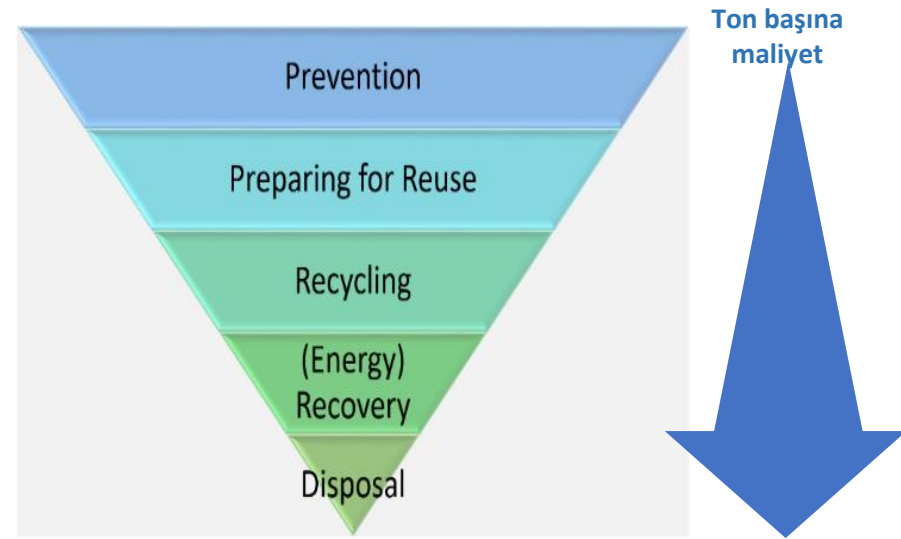 Ton başına
maliyet
Prevention
Preparing for Reuse
Recycling
(Energy)
Recovery
Disposal